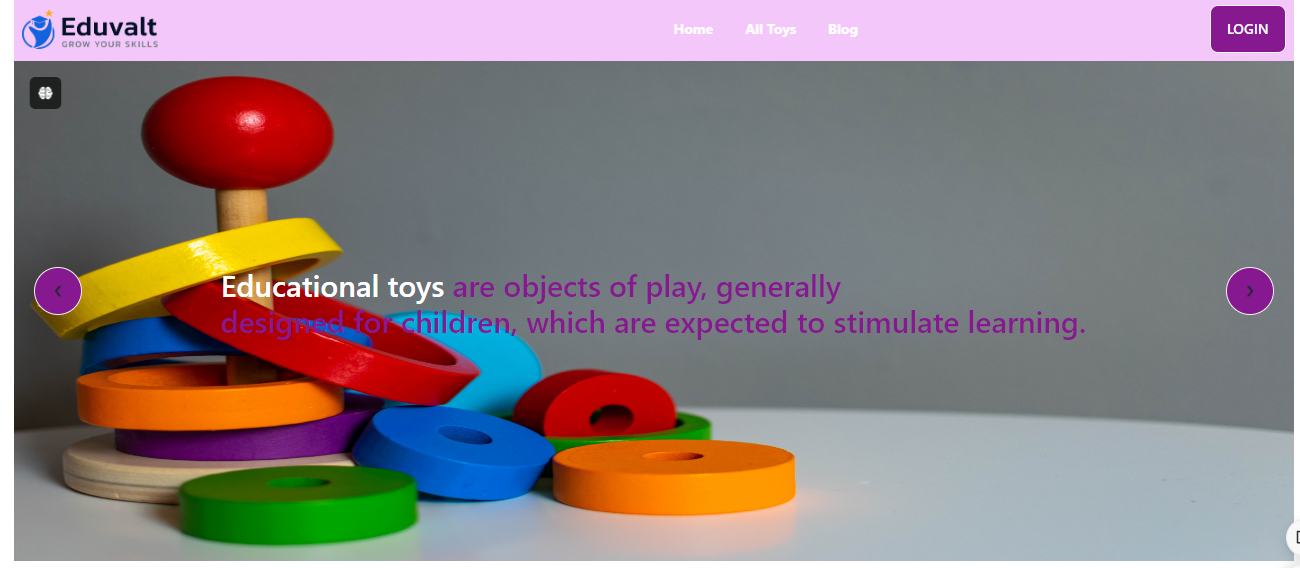 Eduvalt
GROW YOUR SKILLS
Home
All Toys
Blog
LOGIN
Educational toys are objects of play, generally
designed for children, which are expected to stimulate learning.